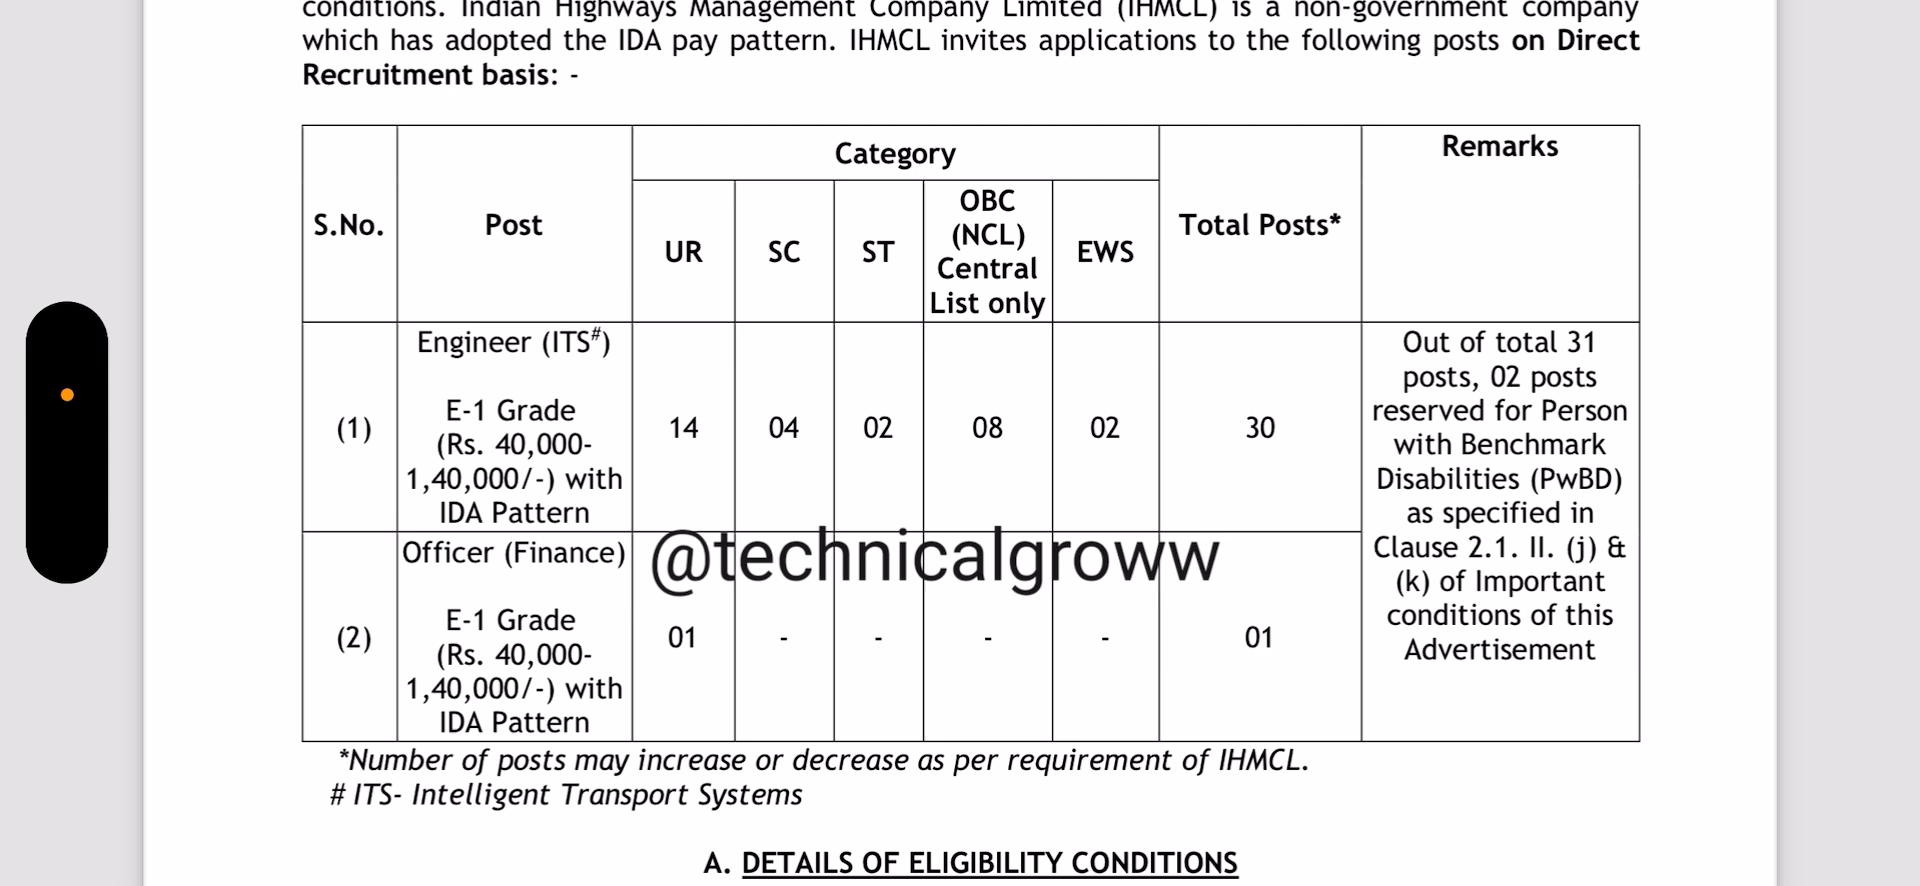 conditions. Indian Highways Management Company Limited (IHMCL) is a non-government company
which has adopted the IDA pay pattern. IHMCL invites applications to the following posts on Direct
Recruitment basis: -
S.No.
Post
Category
Total Posts*
Remarks
UR
SC
ST
OBC
(NCL)
Central
List only
EWS
(1)
Engineer (ITS#)
E-1 Grade
(Rs. 40,000-
1,40,000/-) with
IDA Pattern
14
04
02
08
02
30
Out of total 31
posts, 02 posts
reserved for Person
with Benchmark
Disabilities (PwBD)
as specified in
Clause 2.1. II. (j) &
(k) of Important
conditions of this
Advertisement
(2)
Officer (Finance)
E-1 Grade
(Rs. 40,000-
1,40,000/-) with
IDA Pattern
01
-
-
-
-
01
@technicalgroww
*Number of posts may increase or decrease as per requirement of IHMCL.
# ITS- Intelligent Transport Systems
A. DETAILS OF ELIGIBILITY CONDITIONS